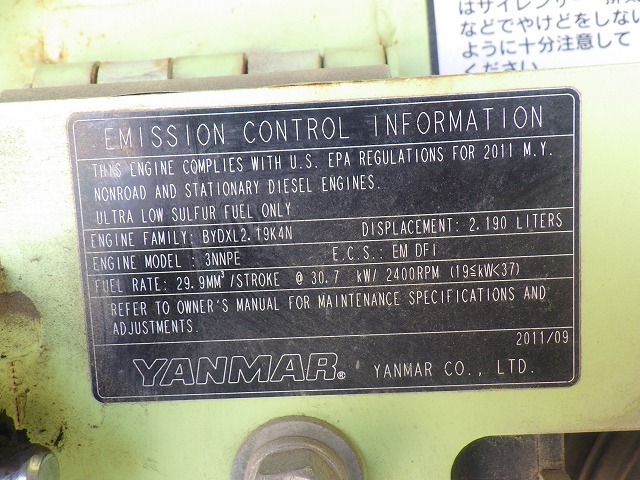 はサイレンサー
などでやけどをしない
ように十分注意して
ください。
EMISSION CONTROL INFORMATION
THIS ENGINE COMPLIES WITH U.S. EPA REGULATIONS FOR 2011 M.Y.
NONROAD AND STATIONARY DIESEL ENGINES.
ULTRA LOW SULFUR FUEL ONLY
ENGINE FAMILY: BYDXL2.19K4N DISPLACEMENT: 2.190 LITERS
ENGINE MODEL : 3NNPE E.C.S.: EM DFI
FUEL RATE: 29.9MM³/STROKE @ 30.7 kW/ 2400RPM (19≤kW<37)
REFER TO OWNER'S MANUAL FOR MAINTENANCE SPECIFICATIONS AND
ADJUSTMENTS.
2011/09
YANMAR® YANMAR CO., LTD.